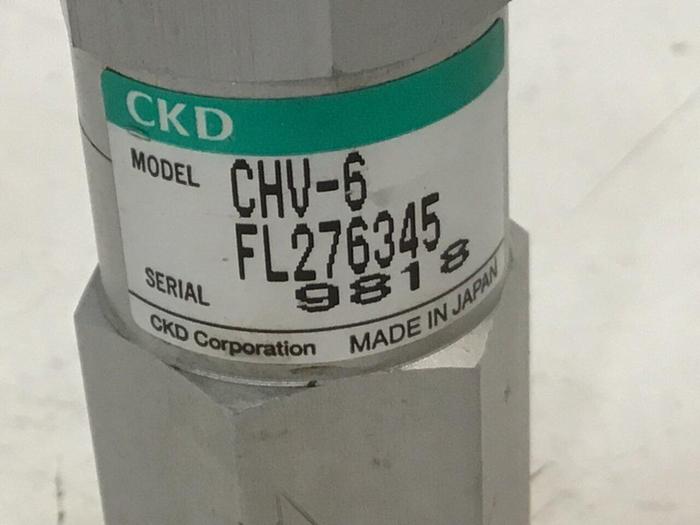 CKD
MODEL CHV-6
FL276345
SERIAL 9818
CKD Corporation MADE IN JAPAN